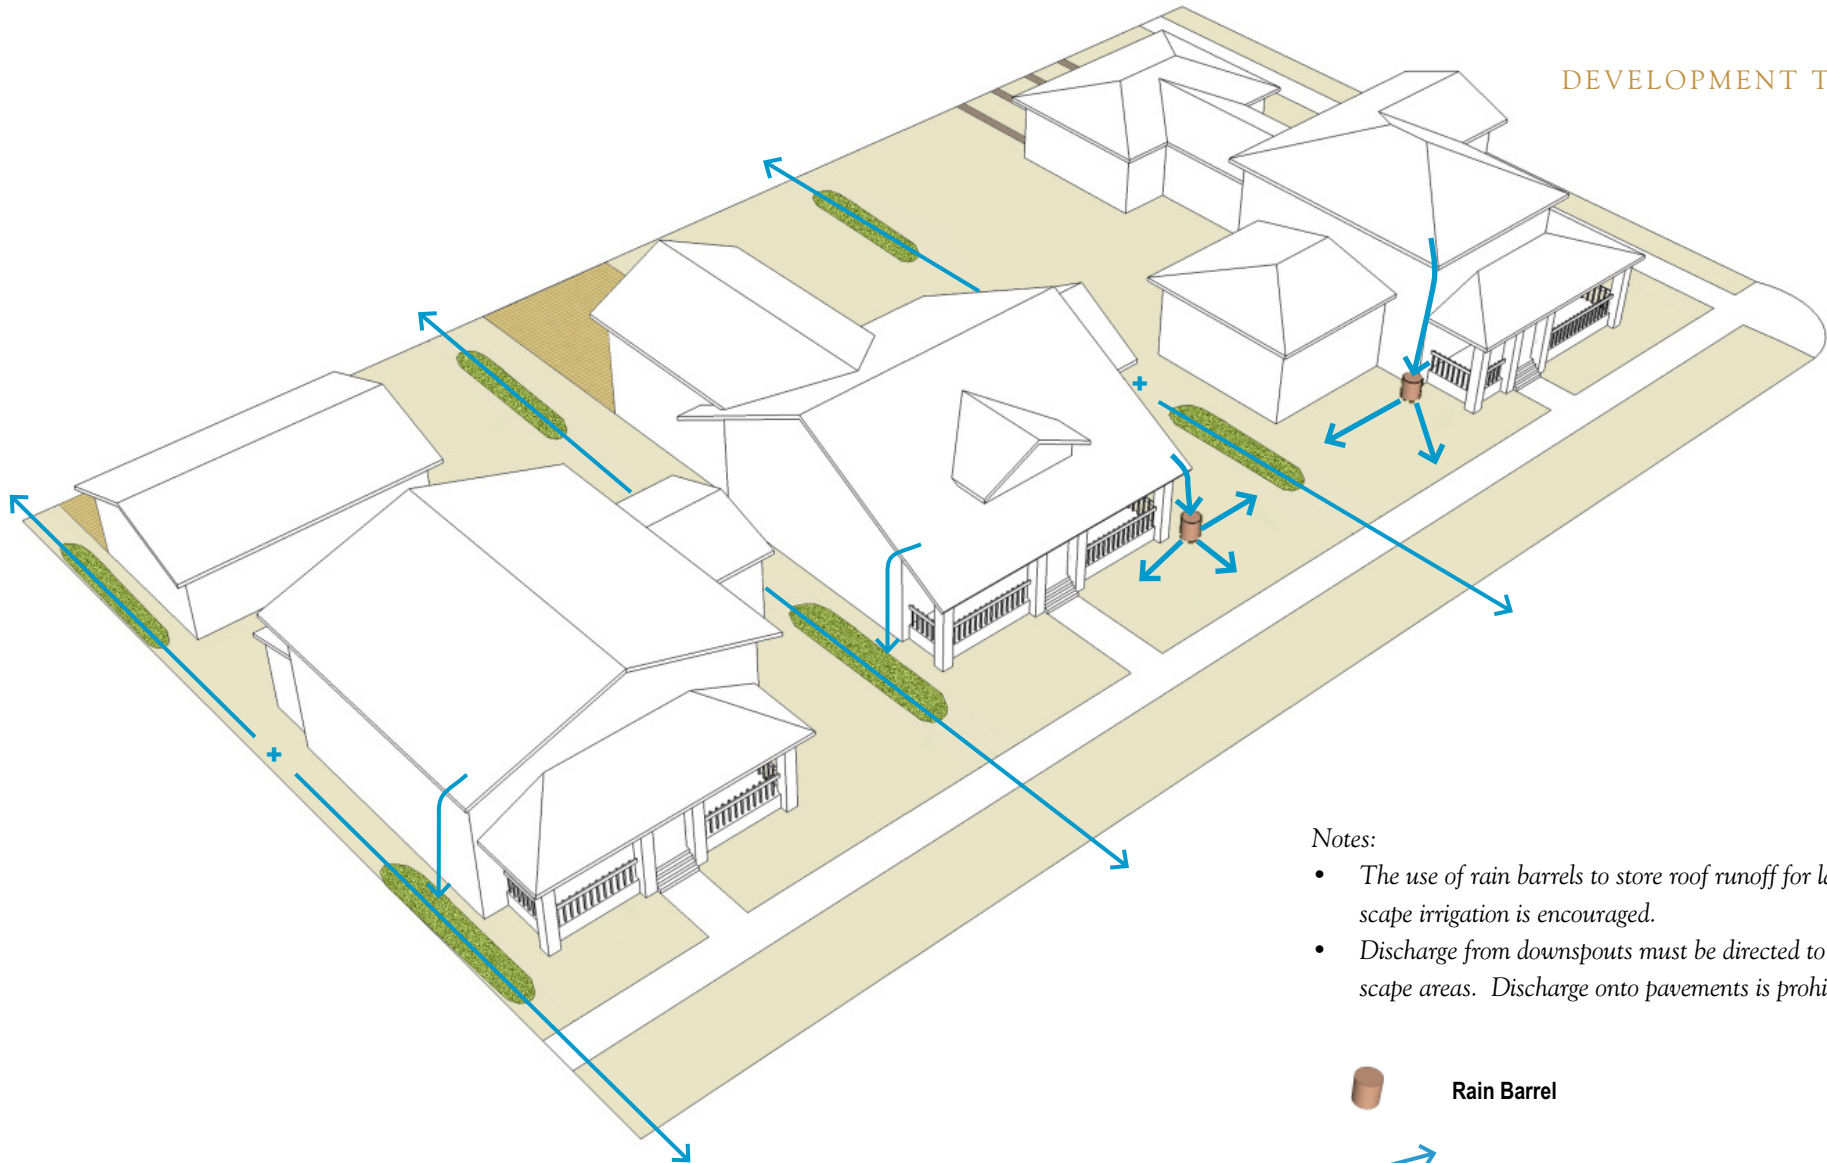 DEVELOPMENT
Notes:
• The use of rain barrels to store roof runoff for
scape irrigation is encouraged.
• Discharge from downspouts must be directed to
scape areas. Discharge onto pavements is
Rain Barrel